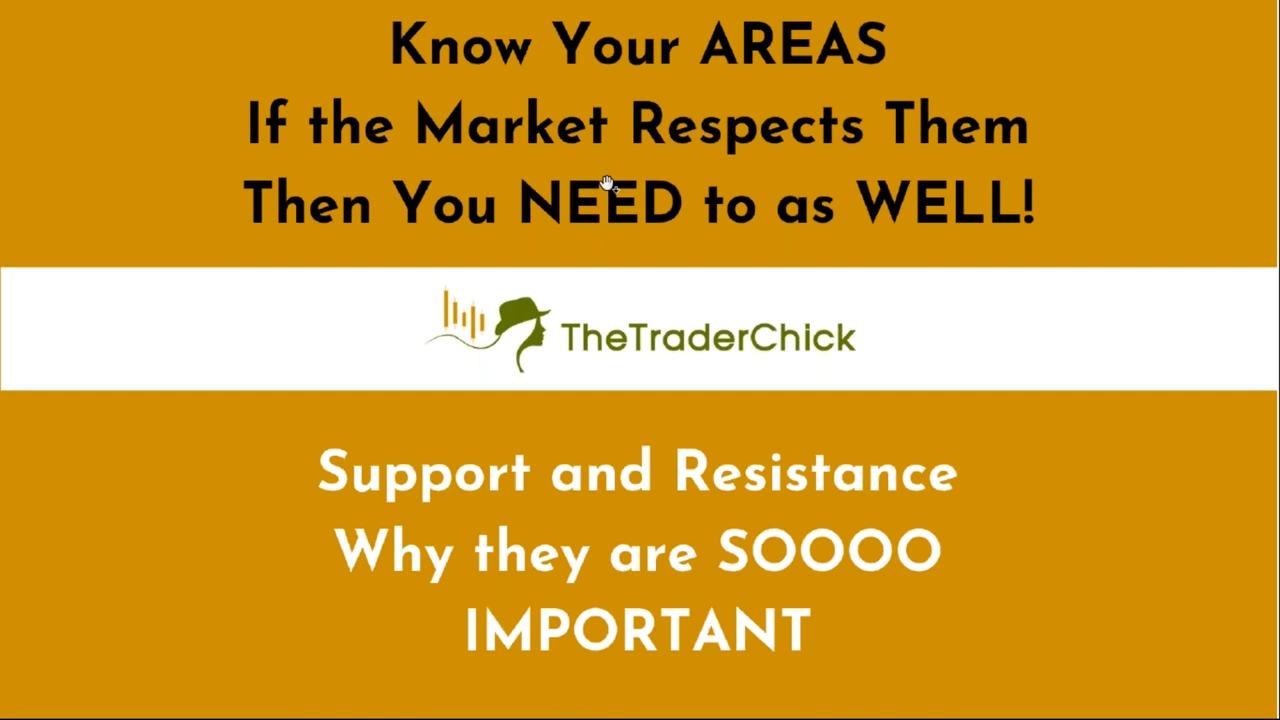 Know Your AREAS
If the Market Respects Them
Then You NEED to as WELL!
TheTraderChick
Support and Resistance
Why they are SOOOO
IMPORTANT